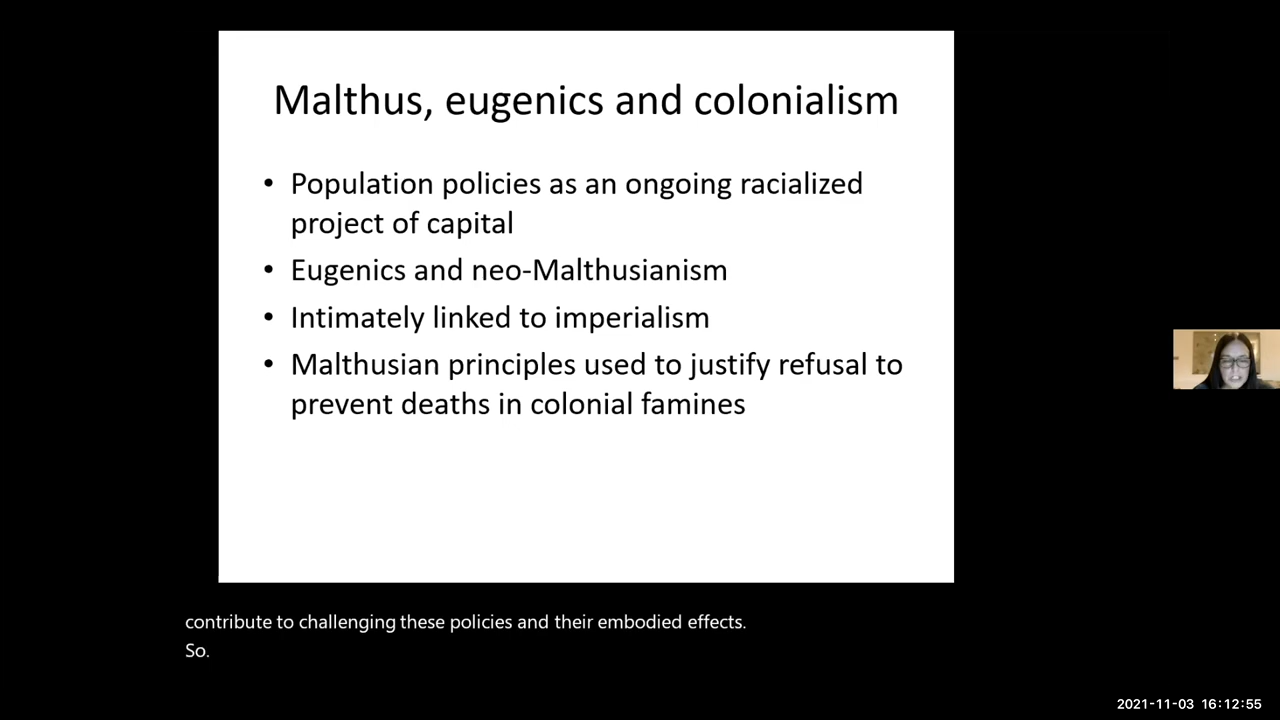 Malthus, eugenics and colonialism
• Population policies as an ongoing racialized
project of capital
• Eugenics and neo-Malthusianism
• Intimately linked to imperialism
• Malthusian principles used to justify refusal to
prevent deaths in colonial famines
contribute to challenging these policies and their embodied effects.
So.
2021-11-03 16:12:55